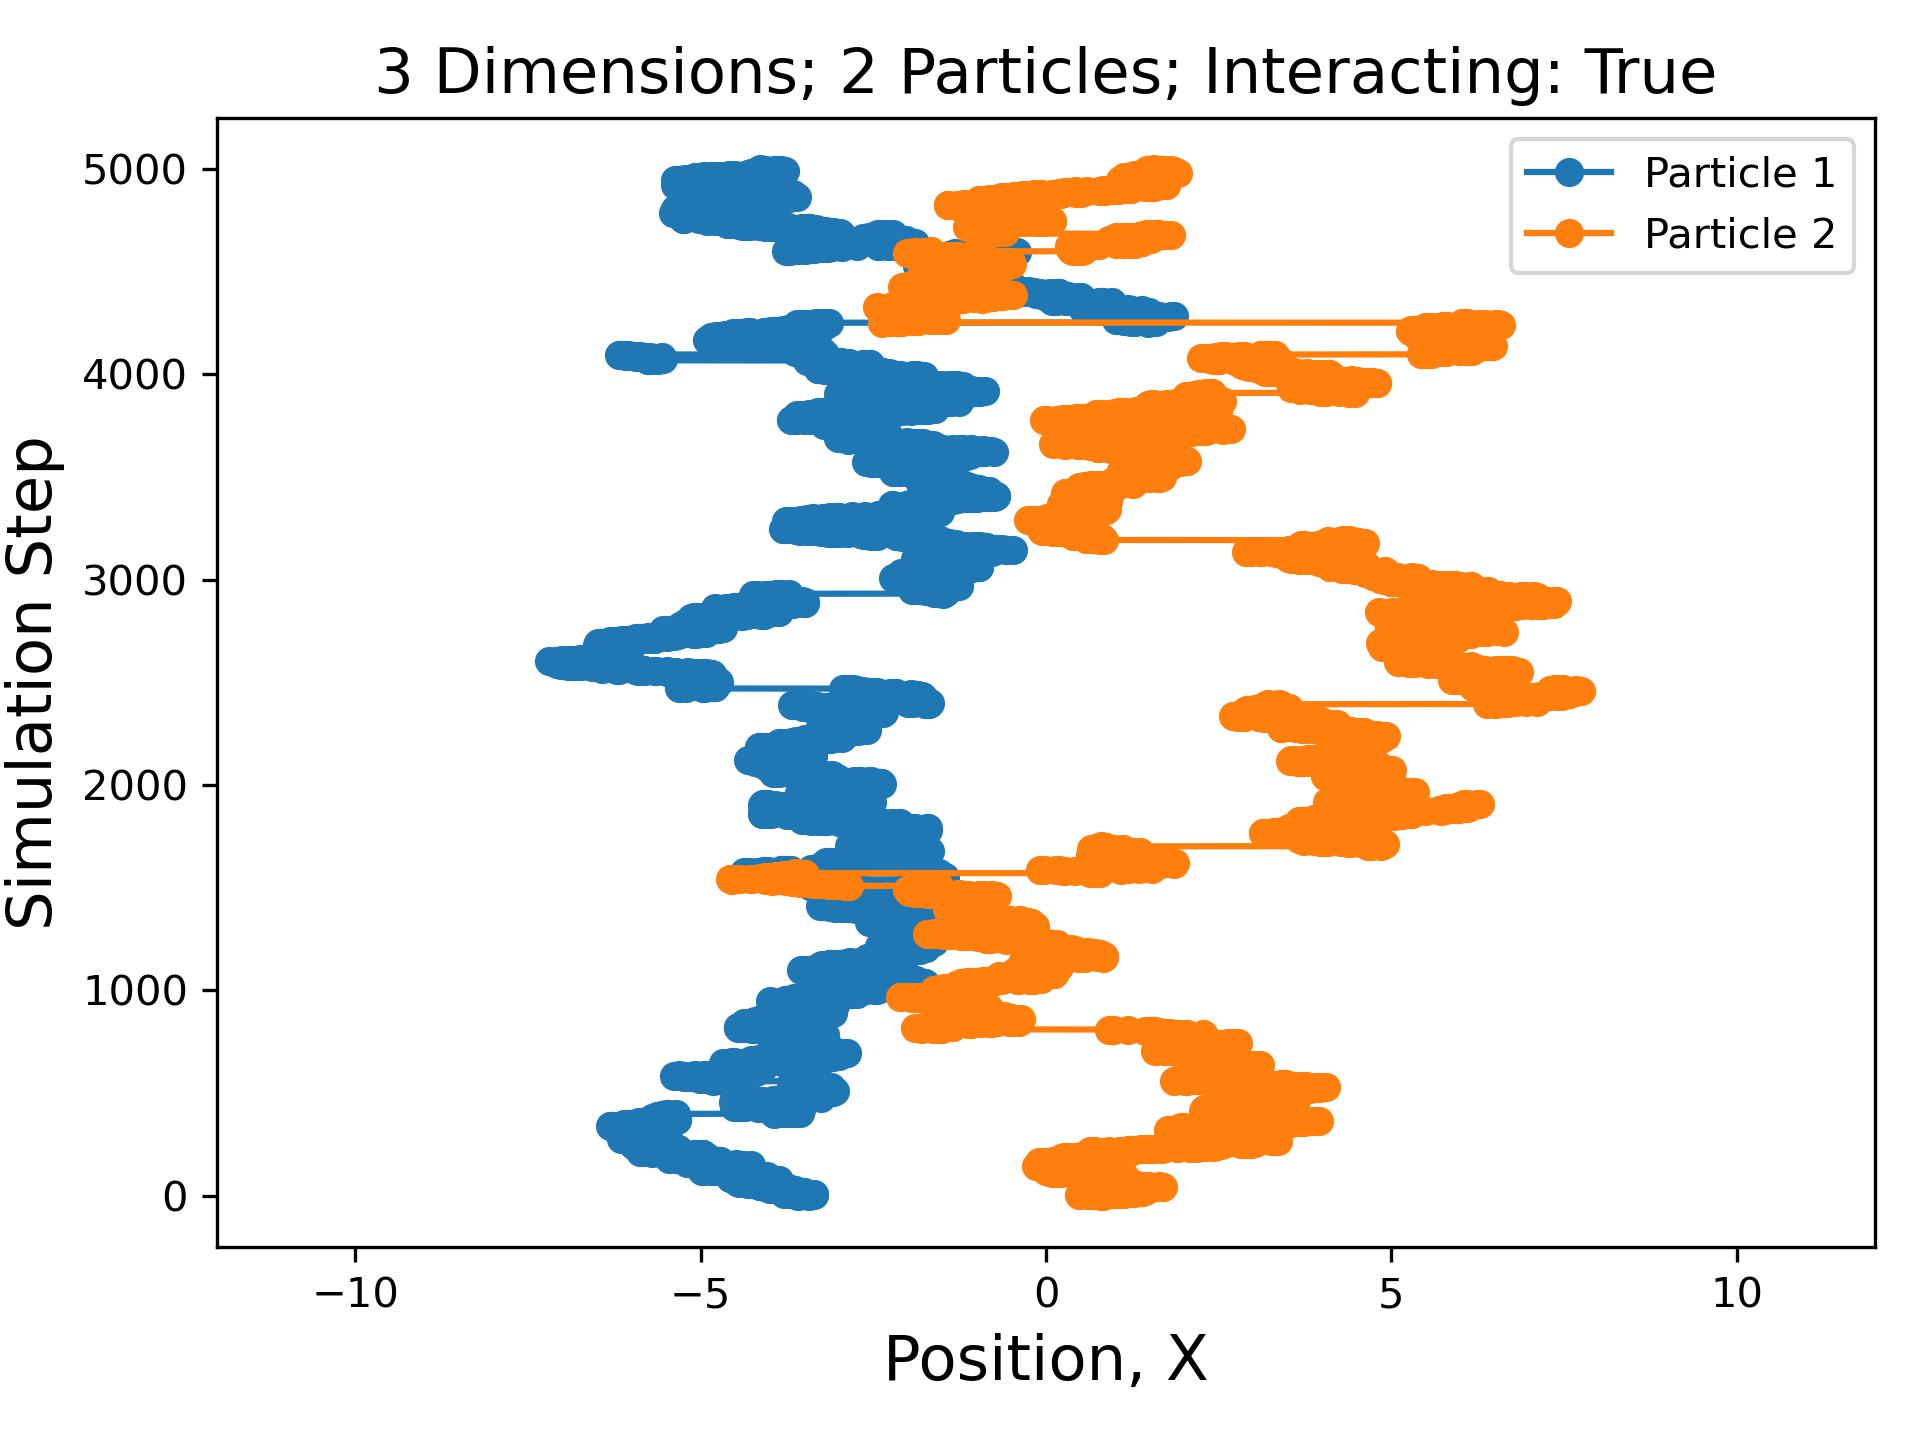 3 Dimensions; 2 Particles; Interacting: True
Particle 1
Particle 2
Simulation Step
5000
4000
3000
2000
1000
0
−10
−5
0
5
10
Position, X